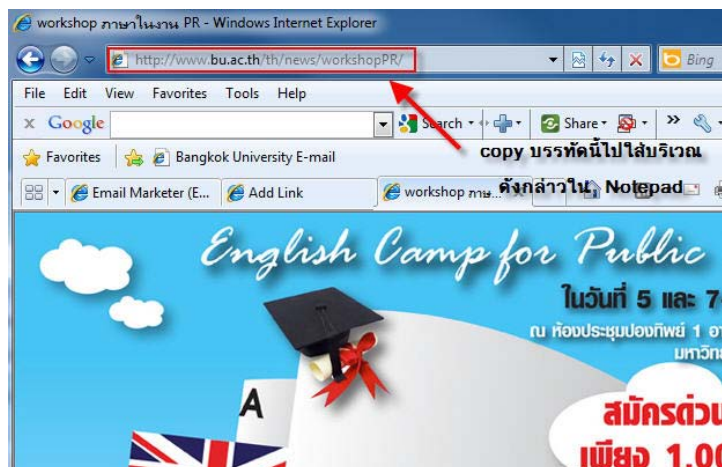 workshop ภาษาในงาน PR - Windows Internet Explorer
http://www.bu.ac.th/th/news/workshopPR/
Bing
File Edit View Favorites Tools Help
x Google
Search
Share
Favorites
Bangkok University E-mail
copy บรรทัดนี้ไปใส่บริเวณ
ดังกล่าวใน Notepad
Email Marketer (E...
Add Link
workshop ภาษ...
English Camp for Public
ในวันที่ 5 และ 7
ณ ห้องประชุมปองทิพย์ 1 อา
มหาวิทย
A
สมัครด่วน
เพียง 1,00